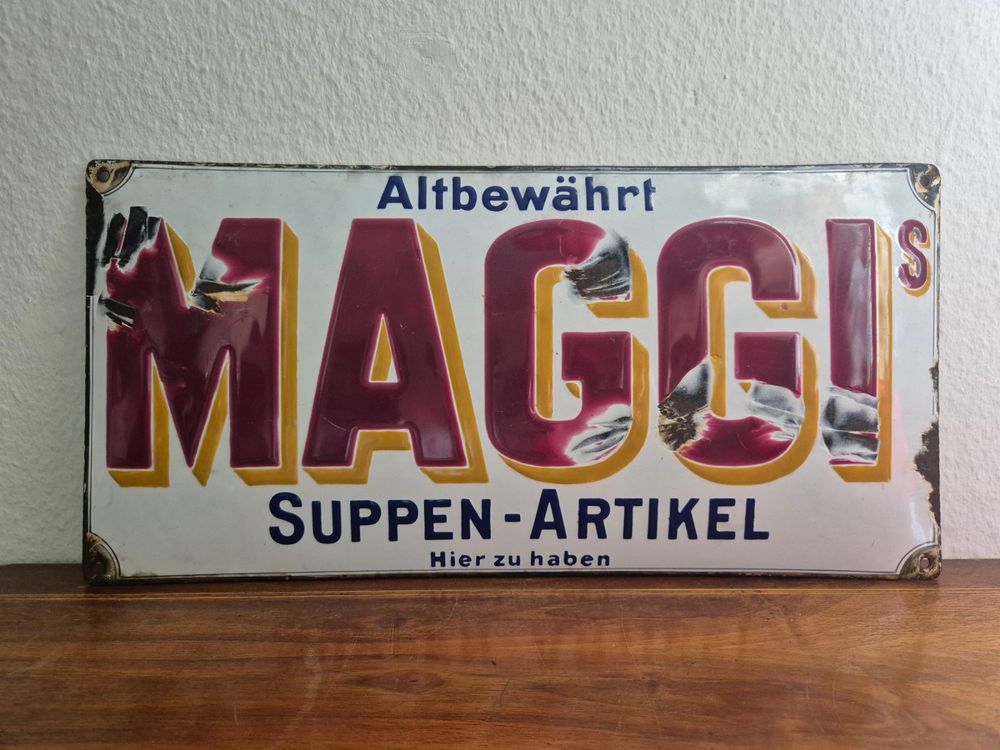 Altbewährt
MAGGI's
SUPPEN-ARTIKEL
Hier zu haben